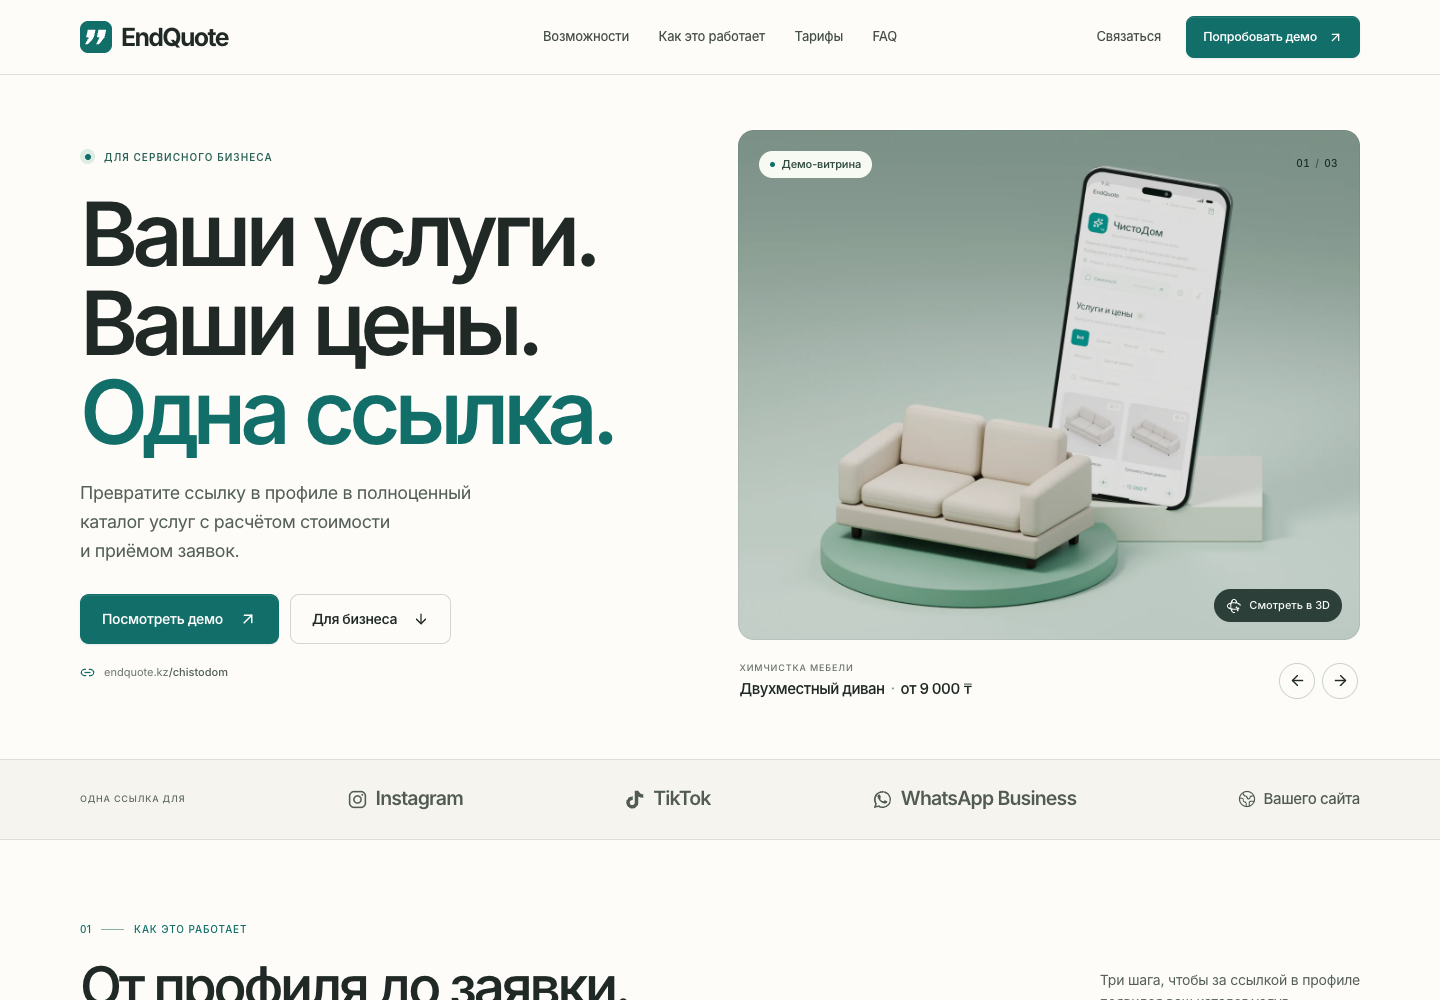 EndQuote
Возможности
Как это работает
Тарифы
FAQ
Связаться
Попробовать демо
ДЛЯ СЕРВИСНОГО БИЗНЕСА
Ваши услуги.
Ваши цены.
Одна ссылка.
Превратите ссылку в профиле в полноценный
каталог услуг с расчётом стоимости
и приёмом заявок.
Посмотреть демо
Для бизнеса
endquote.kz/chistodom
Демо-витрина
01 / 03
EndQuote
ЧистоДом
Услуги и цены
Смотреть в 3D
ХИМЧИСТКА МЕБЕЛИ
Двухместный диван · от 9 000 ₸
ОДНА ССЫЛКА ДЛЯ
Instagram
TikTok
WhatsApp Business
Вашего сайта
01 — КАК ЭТО РАБОТАЕТ
От профиля до заявки.
Три шага, чтобы за ссылкой в профиле